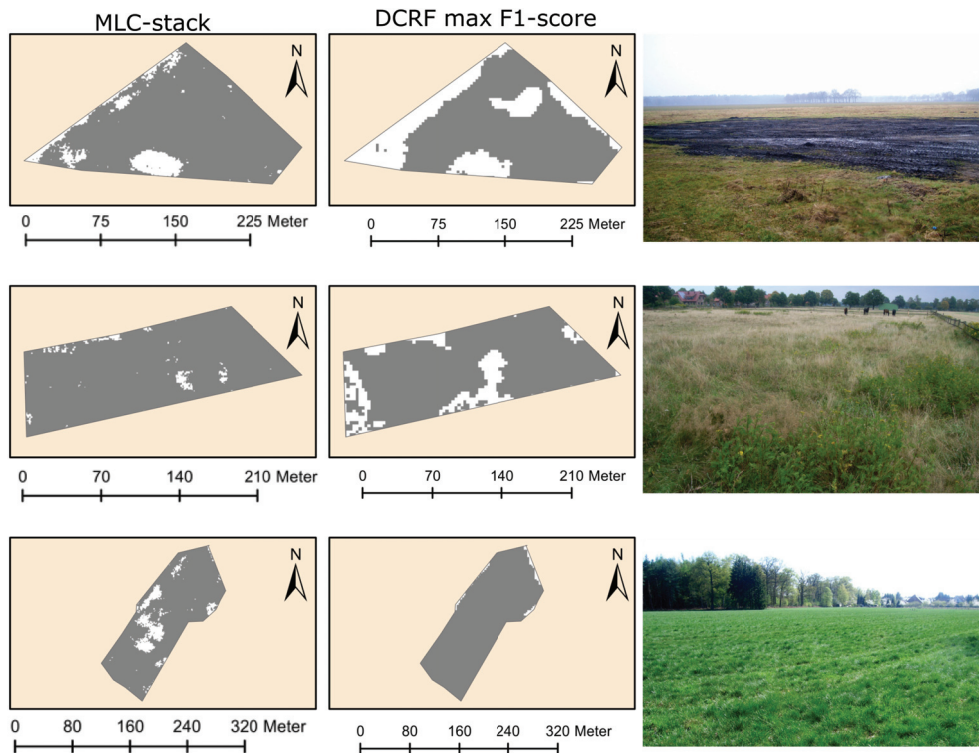 MLC-stack
DCRF max F1-score
N
N
0 75 150 225 Meter
0 75 150 225 Meter
N
N
0 70 140 210 Meter
0 70 140 210 Meter
N
N
0 80 160 240 320 Meter
0 80 160 240 320 Meter